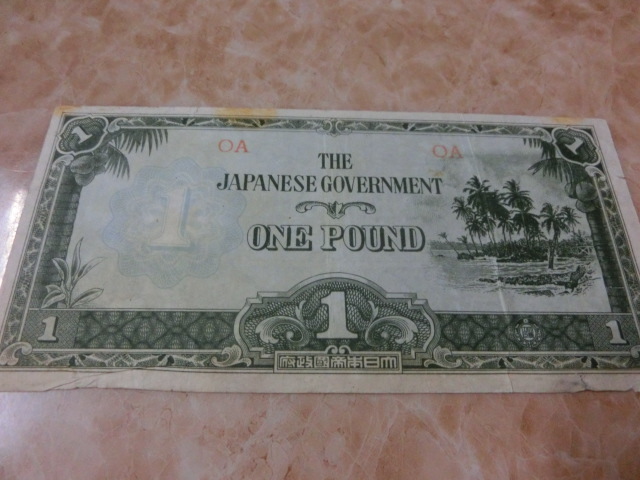 1 1
OA OA
THE
JAPANESE GOVERNMENT
1
ONE POUND
1
1 1
府政國帝本日大